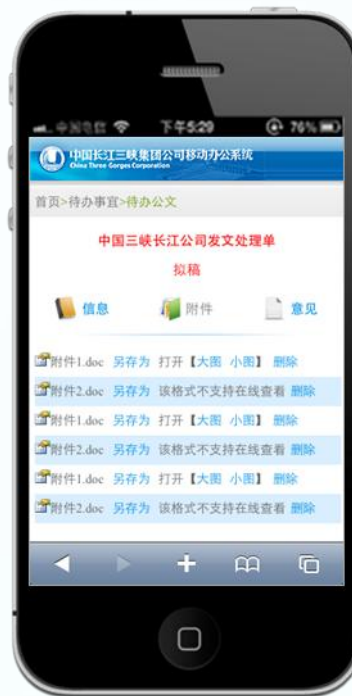 中国电信 下午5:29 76%
中国长江三峡集团公司移动办公系统
China Three Gorges Corporation
首页>待办事宜>待办公文
中国三峡长江公司发文处理单
拟稿
信息 附件 意见
附件1.doc 另存为 打开【大图 小图】 删除
附件2.doc 另存为 该格式不支持在线查看 删除
附件1.doc 另存为 打开【大图 小图】 删除
附件2.doc 另存为 该格式不支持在线查看 删除
附件1.doc 另存为 打开【大图 小图】 删除
附件2.doc 另存为 该格式不支持在线查看 删除